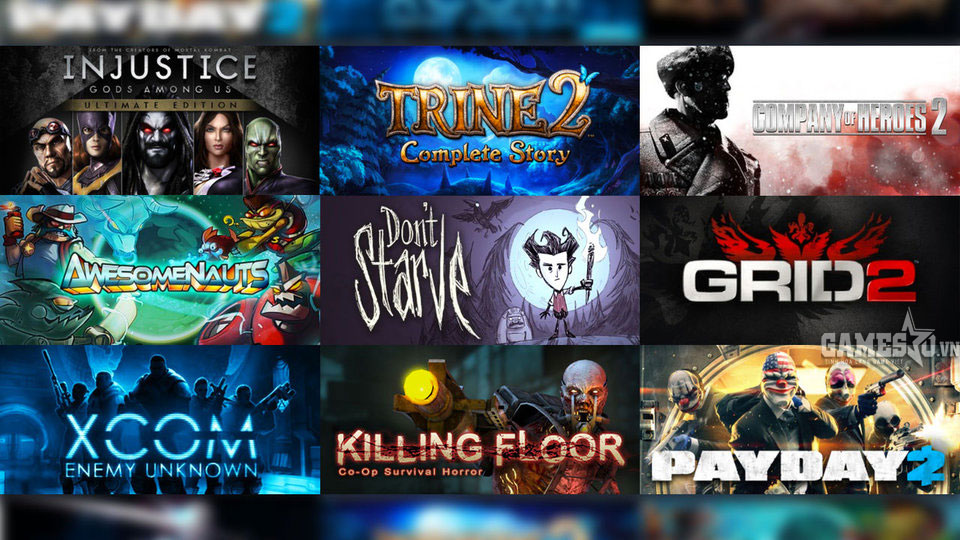 FROM THE CREATORS OF MORTAL KOMBAT
INJUSTICE
GODS AMONG US
ULTIMATE EDITION
TRINE 2
Complete Story
COMPANY OF HEROES 2
AWESOMENAUTS
Don't
Starve
GRID 2
GAMESAO.VN
XCOM
ENEMY UNKNOWN
KILLING FLOOR
Co-Op Survival Horror
PAYDAY 2